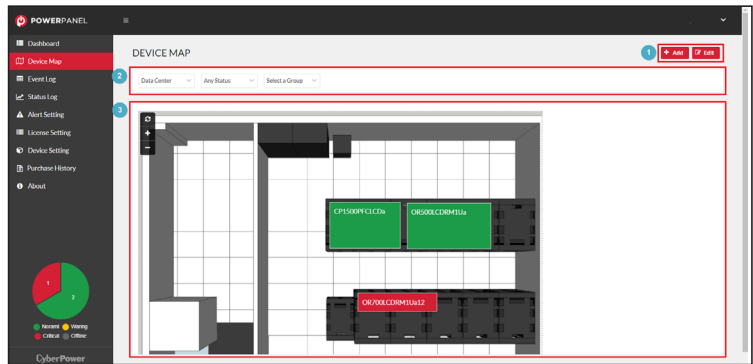 POWERPANEL
Dashboard
Device Map
Event Log
Status Log
Alert Setting
License Setting
Device Setting
Purchase History
About
1
2
Noraml
Waring
Critical
Offline
CyberPower
DEVICE MAP
1
+ Add
Edit
2
Data Center
Any Status
Select a Group
3
+
−
CP1500PFCLCDa
OR500LCDRM1Ua
OR700LCDRM1Ua12